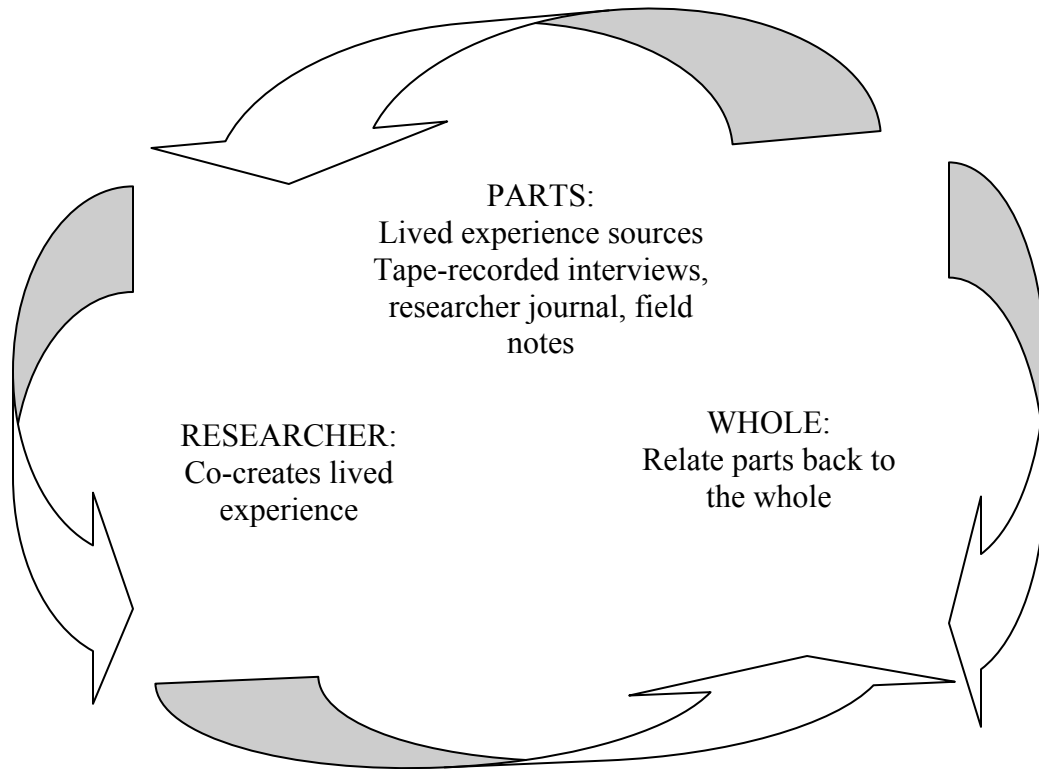 PARTS:
Lived experience sources
Tape-recorded interviews,
researcher journal, field
notes
RESEARCHER:
Co-creates lived
experience
WHOLE:
Relate parts back to
the whole